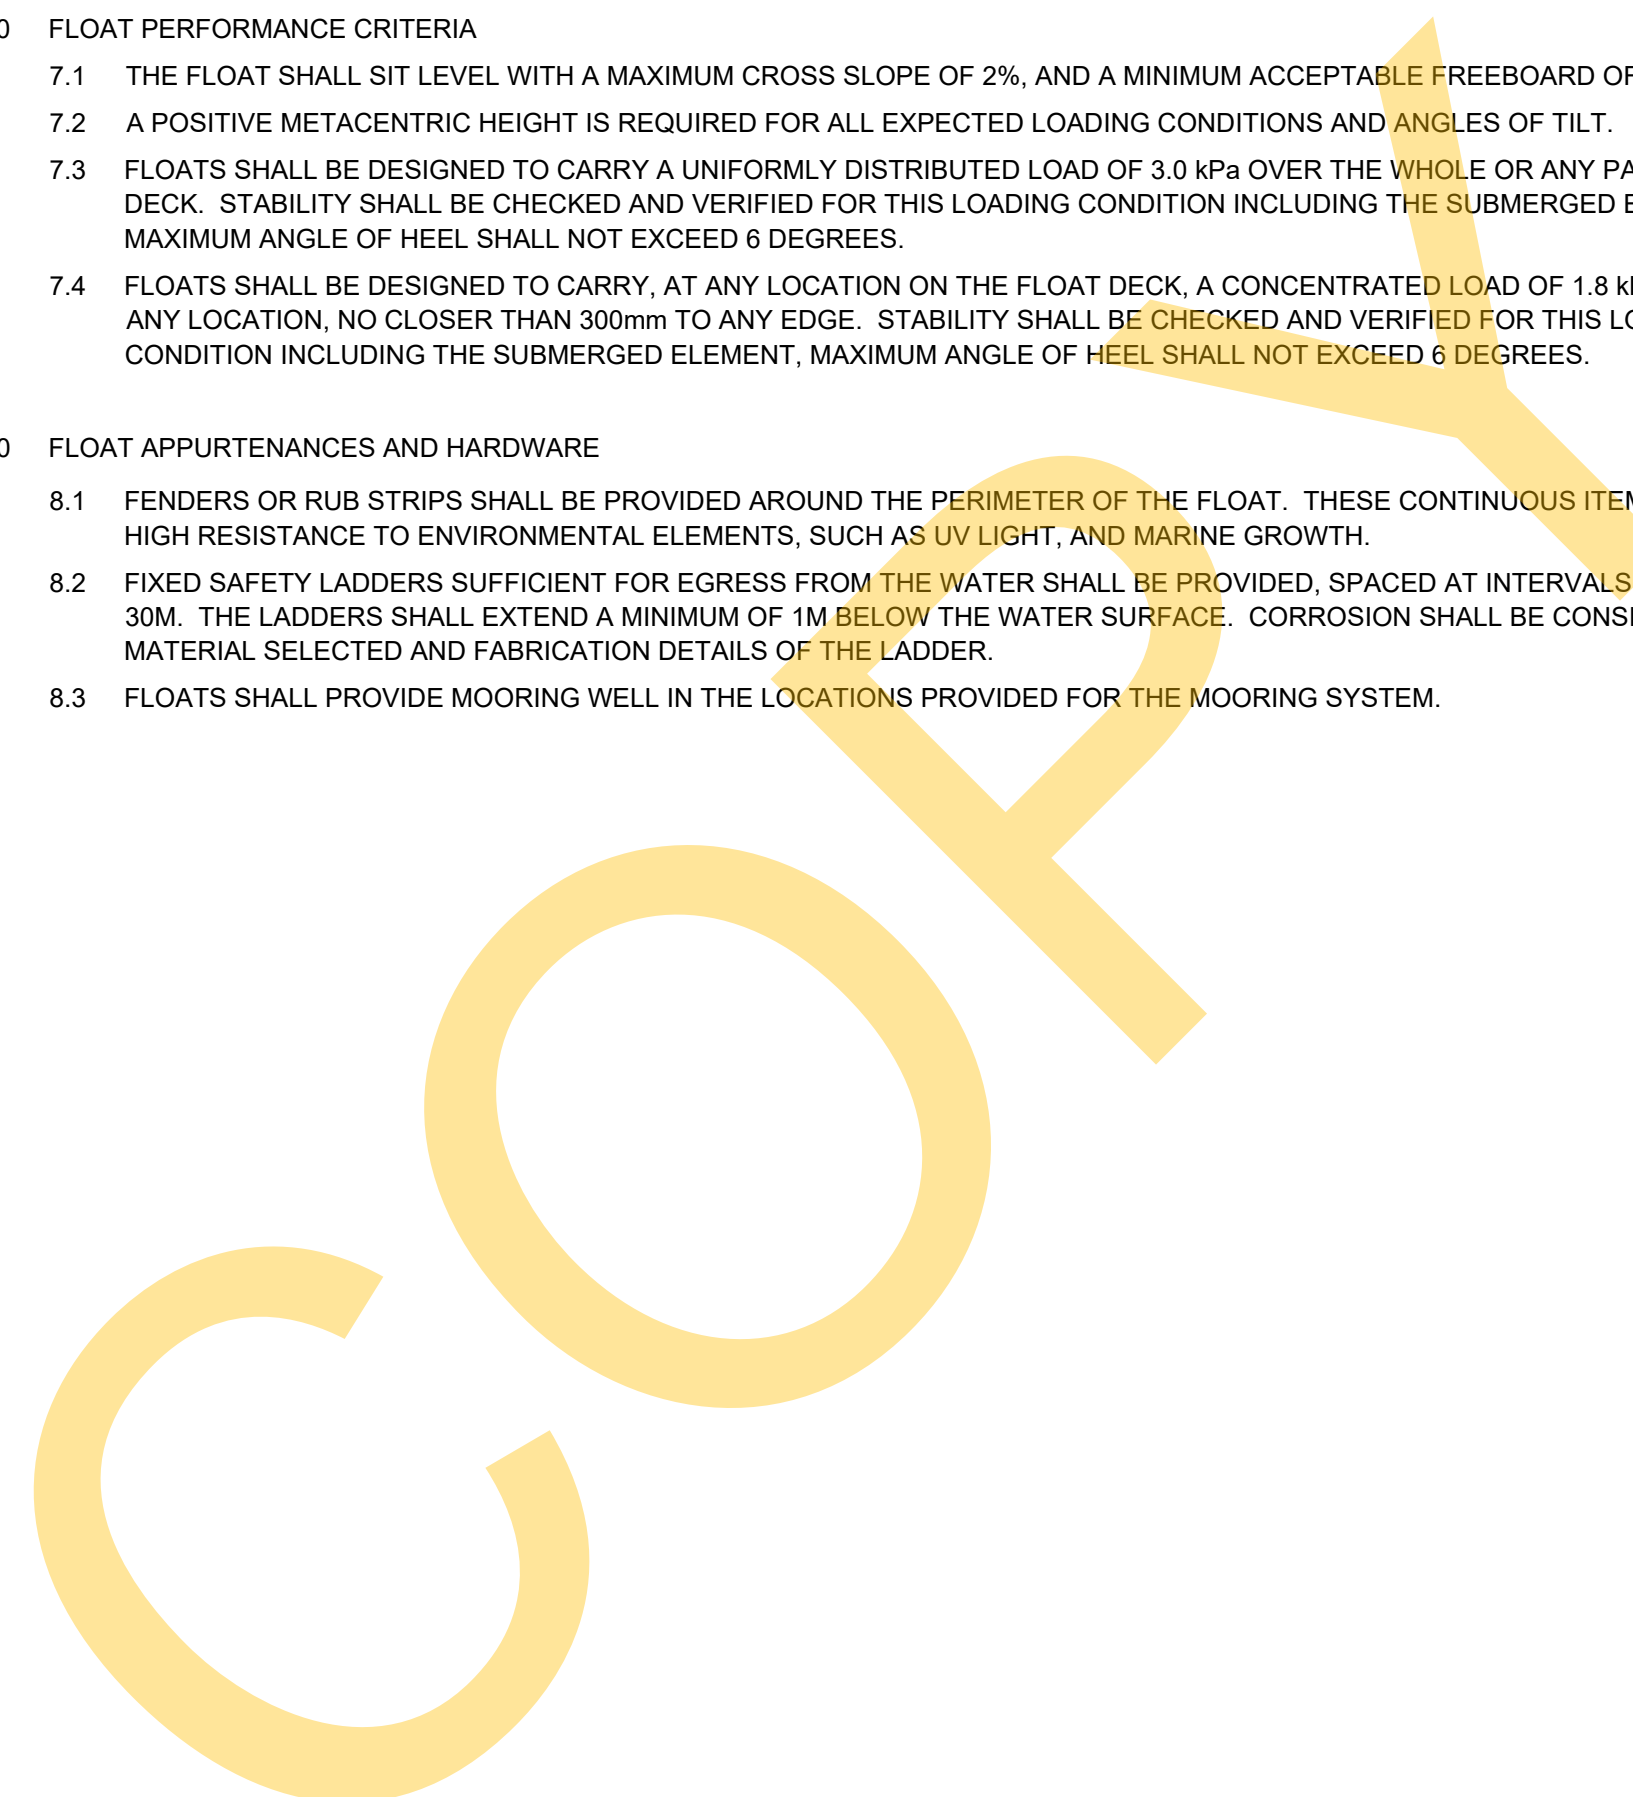 0 FLOAT PERFORMANCE CRITERIA
7.1 THE FLOAT SHALL SIT LEVEL WITH A MAXIMUM CROSS SLOPE OF 2%, AND A MINIMUM ACCEPTABLE FREEBOARD OF
7.2 A POSITIVE METACENTRIC HEIGHT IS REQUIRED FOR ALL EXPECTED LOADING CONDITIONS AND ANGLES OF TILT.
7.3 FLOATS SHALL BE DESIGNED TO CARRY A UNIFORMLY DISTRIBUTED LOAD OF 3.0 kPa OVER THE WHOLE OR ANY
DECK. STABILITY SHALL BE CHECKED AND VERIFIED FOR THIS LOADING CONDITION INCLUDING THE SUBMERGED
MAXIMUM ANGLE OF HEEL SHALL NOT EXCEED 6 DEGREES.
7.4 FLOATS SHALL BE DESIGNED TO CARRY, AT ANY LOCATION ON THE FLOAT DECK, A CONCENTRATED LOAD OF 1.8
ANY LOCATION, NO CLOSER THAN 300mm TO ANY EDGE. STABILITY SHALL BE CHECKED AND VERIFIED FOR THIS
CONDITION INCLUDING THE SUBMERGED ELEMENT, MAXIMUM ANGLE OF HEEL SHALL NOT EXCEED 6 DEGREES.
0 FLOAT APPURTENANCES AND HARDWARE
8.1 FENDERS OR RUB STRIPS SHALL BE PROVIDED AROUND THE PERIMETER OF THE FLOAT. THESE CONTINUOUS
HIGH RESISTANCE TO ENVIRONMENTAL ELEMENTS, SUCH AS UV LIGHT, AND MARINE GROWTH.
8.2 FIXED SAFETY LADDERS SUFFICIENT FOR EGRESS FROM THE WATER SHALL BE PROVIDED, SPACED AT INTERVALS
30M. THE LADDERS SHALL EXTEND A MINIMUM OF 1M BELOW THE WATER SURFACE. CORROSION SHALL BE
MATERIAL SELECTED AND FABRICATION DETAILS OF THE LADDER.
8.3 FLOATS SHALL PROVIDE MOORING WELL IN THE LOCATIONS PROVIDED FOR THE MOORING SYSTEM.
COPY